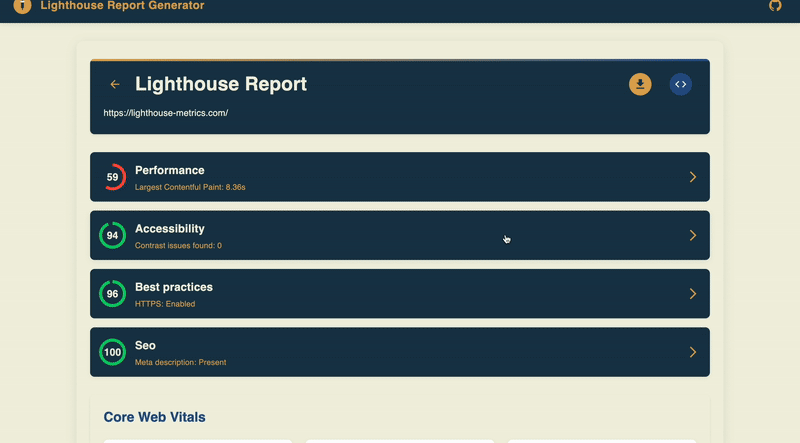 Lighthouse Report Generator
Lighthouse Report
https://lighthouse-metrics.com/
59
Performance
Largest Contentful Paint: 8.36s
94
Accessibility
Contrast issues found: 0
96
Best practices
HTTPS: Enabled
100
Seo
Meta description: Present
Core Web Vitals